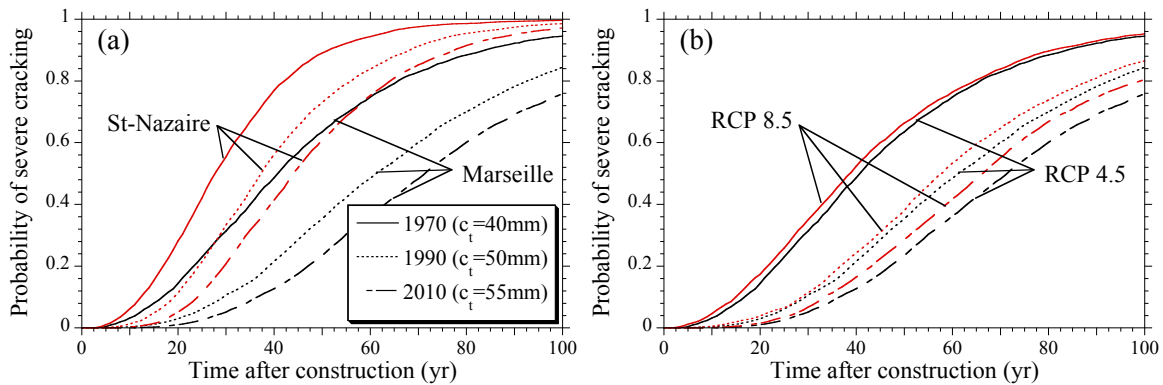 (a)
Probability of severe cracking
1
0.8
0.6
0.4
0.2
0
St-Nazaire
Marseille
1970 (c_t=40mm)
1990 (c_t=50mm)
2010 (c_t=55mm)
0 20 40 60 80 100
Time after construction (yr)
(b)
Probability of severe cracking
1
0.8
0.6
0.4
0.2
0
RCP 8.5
RCP 4.5
0 20 40 60 80 100
Time after construction (yr)